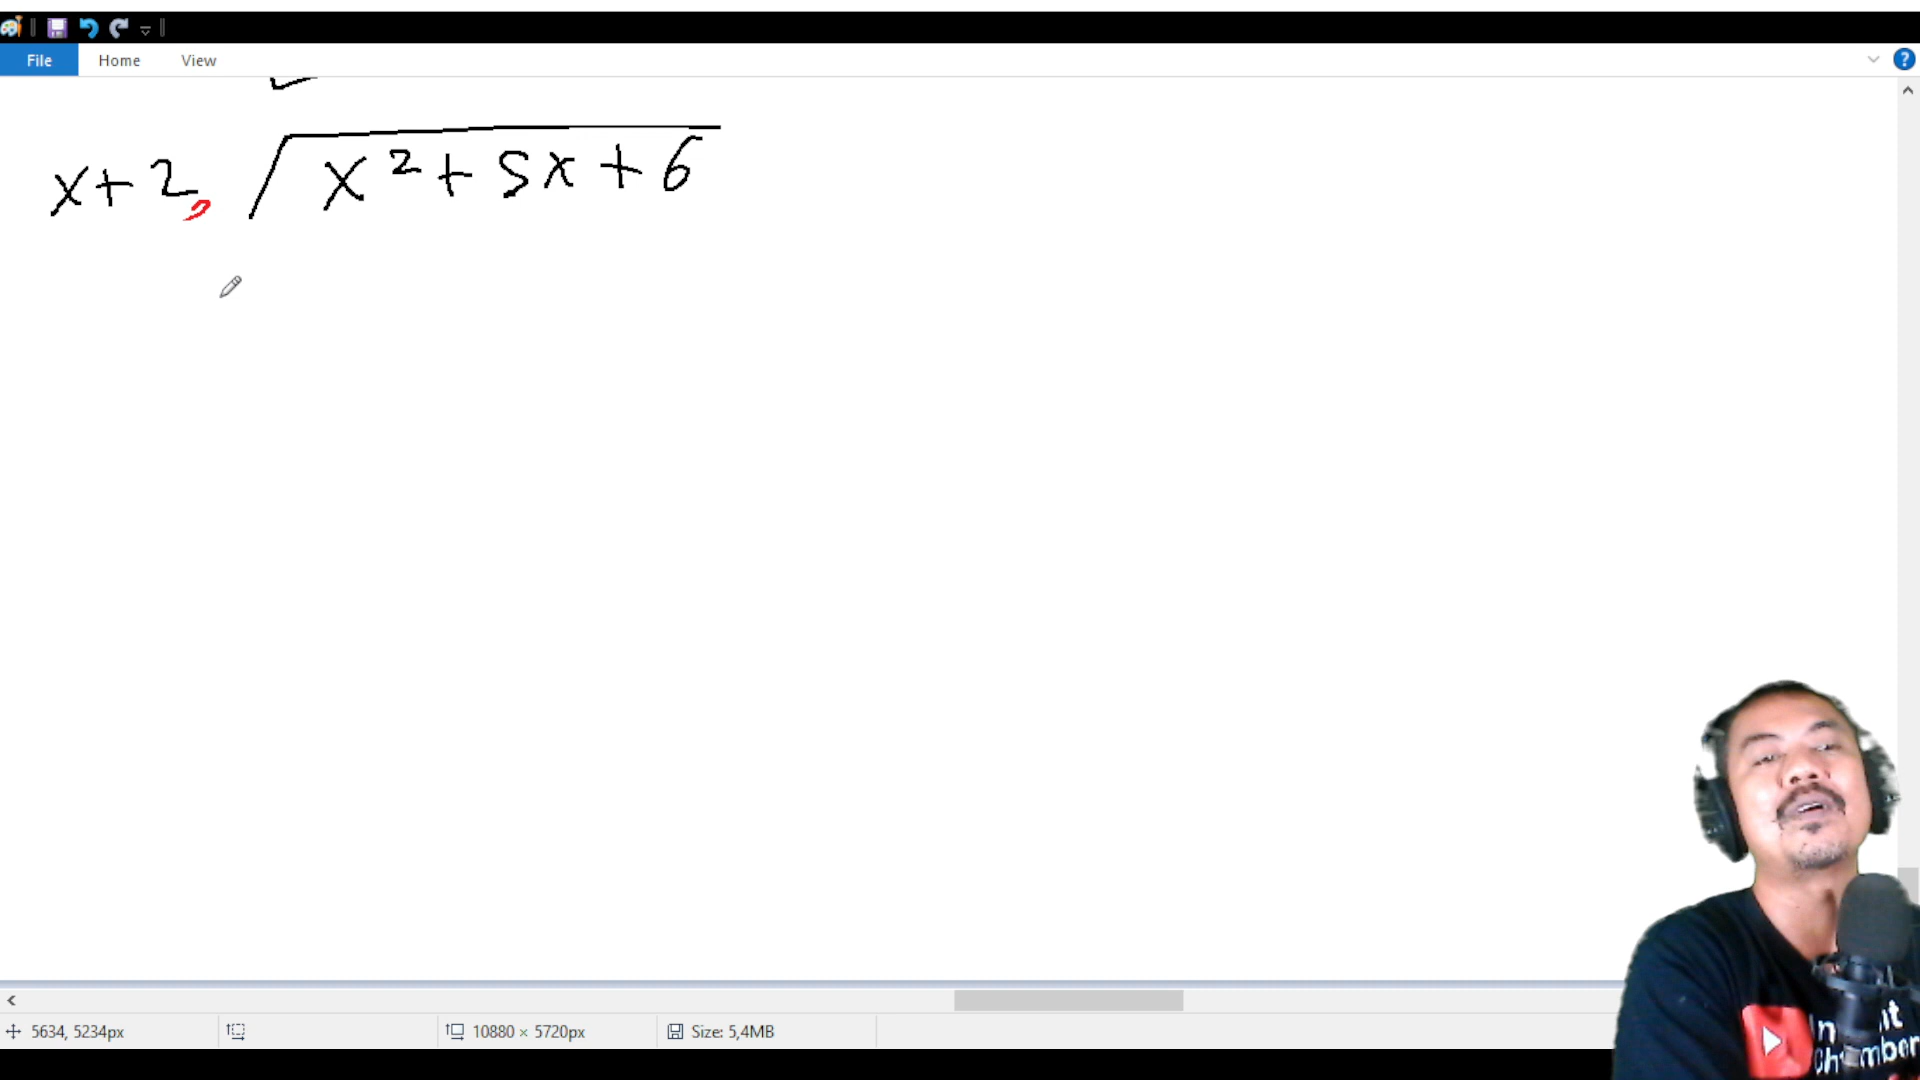 File Home View
x+2, x²+5x+6
5634, 5234px 10880 × 5720px Size: 5,4MB